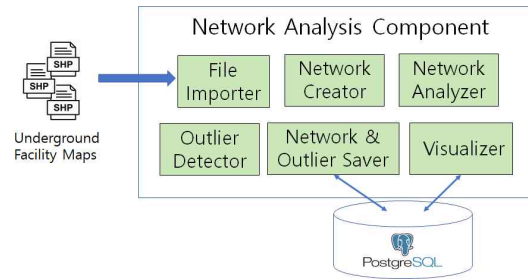 Network Analysis Component
SHP
SHP
SHP
Underground
Facility Maps
File
Importer
Network
Creator
Network
Analyzer
Outlier
Detector
Network &
Outlier Saver
Visualizer
PostgreSQL